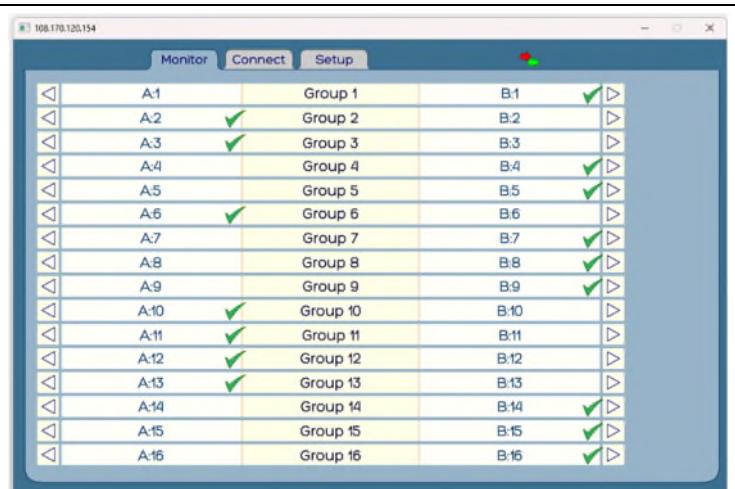 108.170.120.154
Monitor Connect Setup
A:1 Group 1 B:1
A:2 Group 2 B:2
A:3 Group 3 B:3
A:4 Group 4 B:4
A:5 Group 5 B:5
A:6 Group 6 B:6
A:7 Group 7 B:7
A:8 Group 8 B:8
A:9 Group 9 B:9
A:10 Group 10 B:10
A:11 Group 11 B:11
A:12 Group 12 B:12
A:13 Group 13 B:13
A:14 Group 14 B:14
A:15 Group 15 B:15
A:16 Group 16 B:16